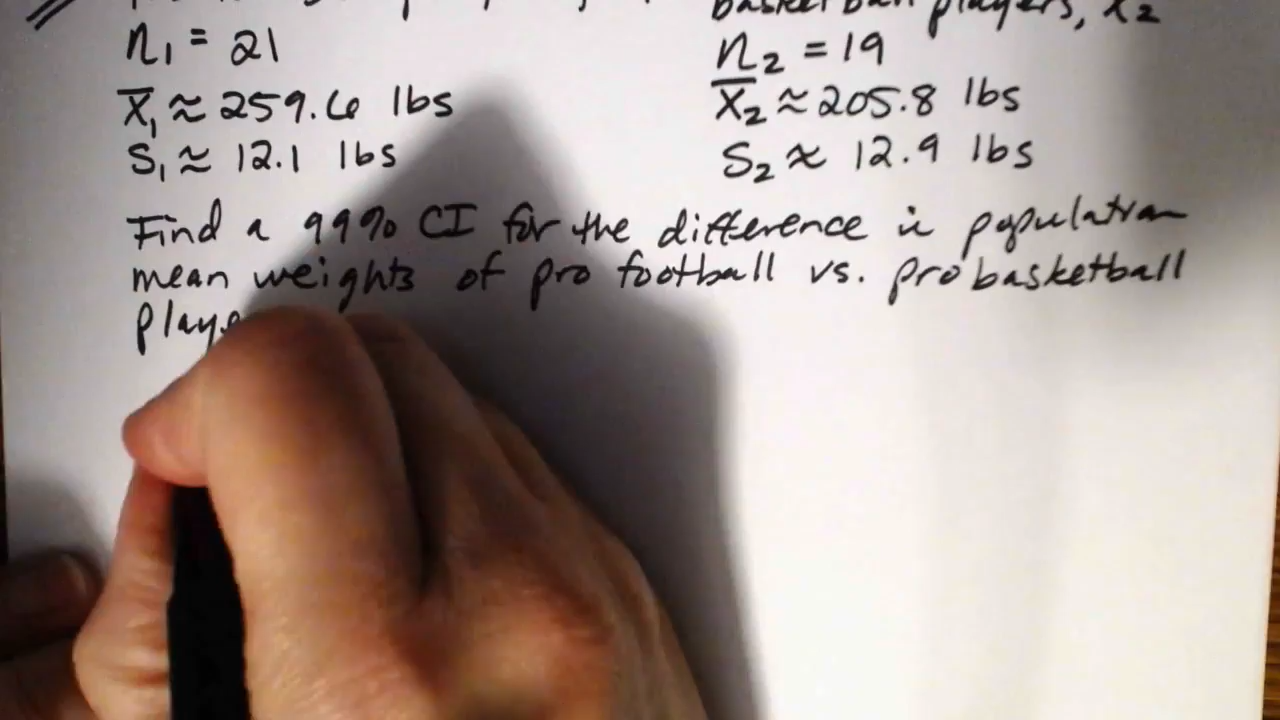 basketball players, x2
n1 = 21
n2 = 19
x̄1 ≈ 259.6 lbs
x̄2 ≈ 205.8 lbs
S1 ≈ 12.1 lbs
S2 ≈ 12.9 lbs
Find a 99% CI for the difference in population
mean weights of pro football vs. pro basketball
playe